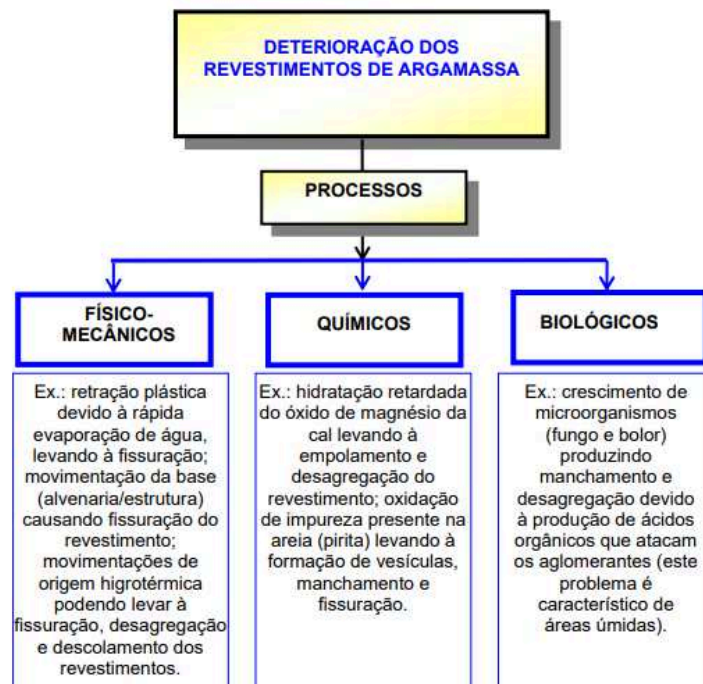 DETERIORAÇÃO DOS
REVESTIMENTOS DE ARGAMASSA
PROCESSOS
FÍSICO-
MECÂNICOS
Ex.: retração plástica
devido à rápida
evaporação de água,
levando à fissuração;
movimentação da base
(alvenaria/estrutura)
causando fissuração do
revestimento;
movimentações de
origem higrotérmica
podendo levar à
fissuração, desagregação
e descolamento dos
revestimentos.
QUÍMICOS
Ex.: hidratação retardada
do óxido de magnésio da
cal levando à
empolamento e
desagregação do
revestimento; oxidação
de impureza presente na
areia (pirita) levando à
formação de vesículas,
manchamento e
fissuração.
BIOLÓGICOS
Ex.: crescimento de
microorganismos
(fungo e bolor)
produzindo
manchamento e
desagregação devido
à produção de ácidos
orgânicos que atacam
os aglomerantes (este
problema é
característico de
áreas úmidas).